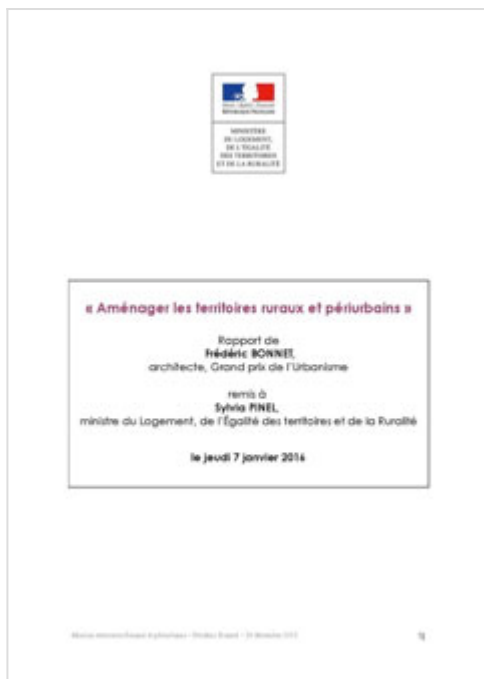 RÉPUBLIQUE FRANÇAISE
MINISTÈRE
DU LOGEMENT,
DE L'ÉGALITÉ
DES TERRITOIRES
ET DE LA RURALITÉ
« Aménager les territoires ruraux et périurbains »
Rapport de
Frédéric BONNET,
architecte, Grand prix de l'Urbanisme
remis à
Sylvia PINEL,
ministre du Logement, de l'Égalité des territoires et de la Ruralité
le jeudi 7 janvier 2016